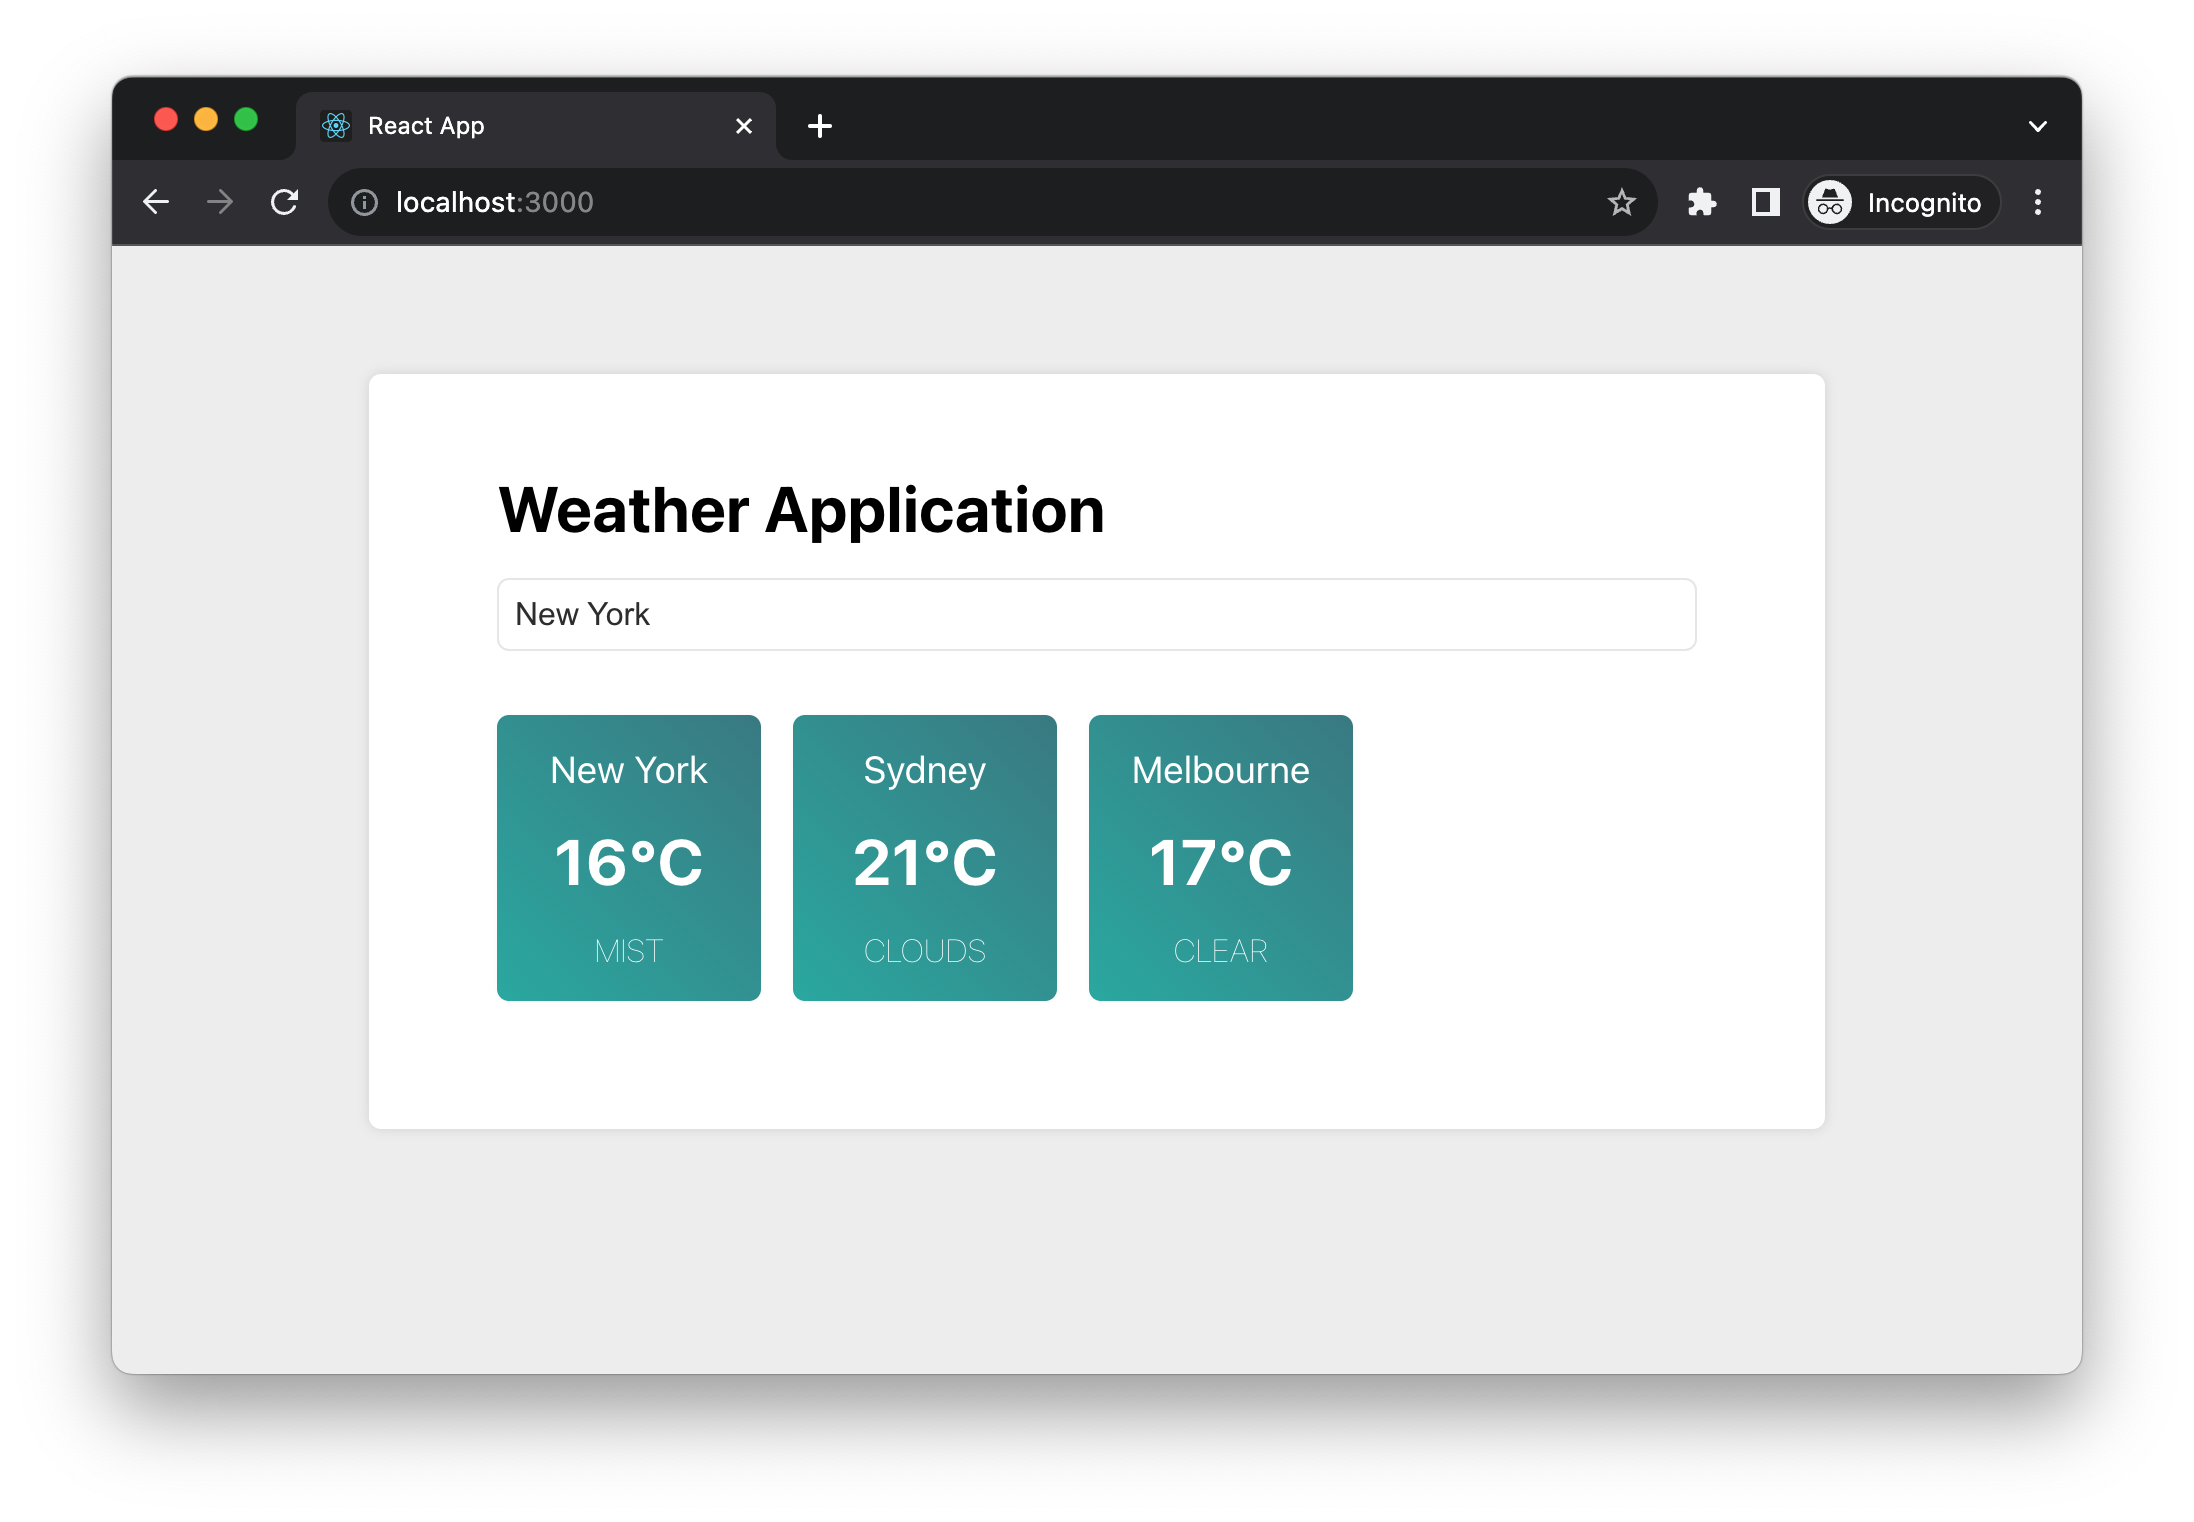 React App
localhost:3000
Incognito
Weather Application
New York
New York
Sydney
Melbourne
16°C
21°C
17°C
MIST
CLOUDS
CLEAR